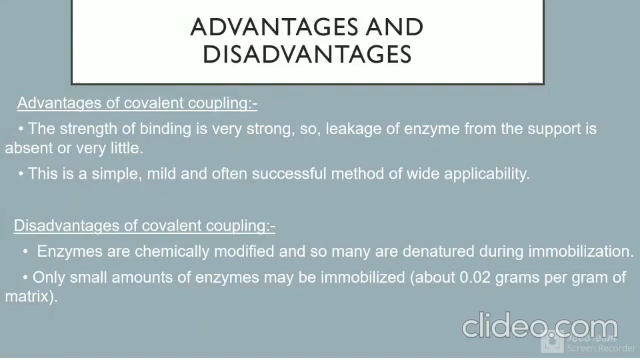 ADVANTAGES AND
DISADVANTAGES
Advantages of covalent coupling:-
• The strength of binding is very strong, so, leakage of enzyme from the support is
absent or very little.
• This is a simple, mild and often successful method of wide applicability.
Disadvantages of covalent coupling:-
• Enzymes are chemically modified and so many are denatured during immobilization.
• Only small amounts of enzymes may be immobilized (about 0.02 grams per gram of
matrix).
clideo.com
Screen Recorder